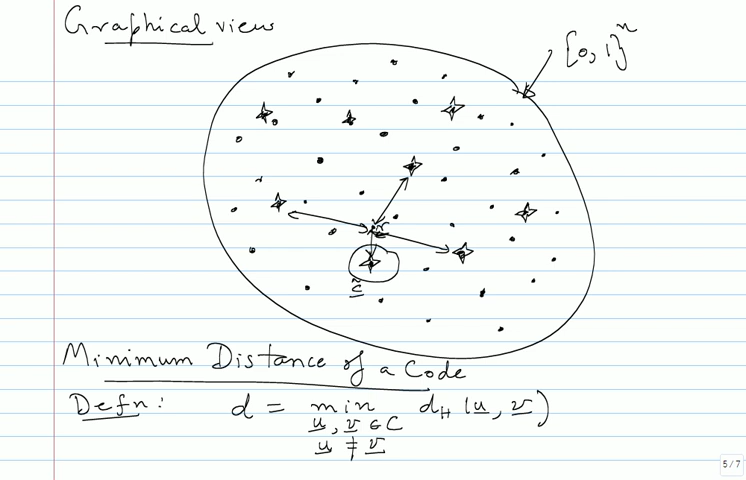 Graphical view
{0, 1}ⁿ
r
c̃
Minimum Distance of a Code
Defn: d = min d_H (u, v)
u, v ∈ C
u ≠ v
5 / 7